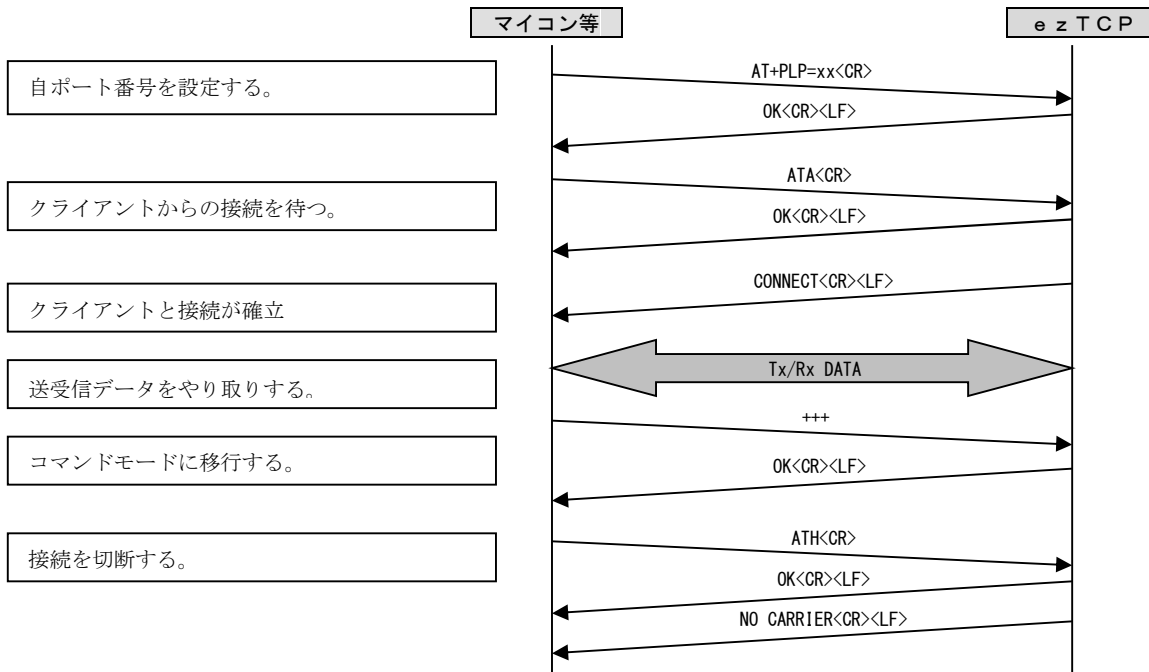 マイコン等
ｅｚＴＣＰ
自ポート番号を設定する。
AT+PLP=xx<CR>
OK<CR><LF>
クライアントからの接続を待つ。
ATA<CR>
OK<CR><LF>
クライアントと接続が確立
CONNECT<CR><LF>
送受信データをやり取りする。
Tx/Rx DATA
コマンドモードに移行する。
+++
OK<CR><LF>
接続を切断する。
ATH<CR>
OK<CR><LF>
NO CARRIER<CR><LF>